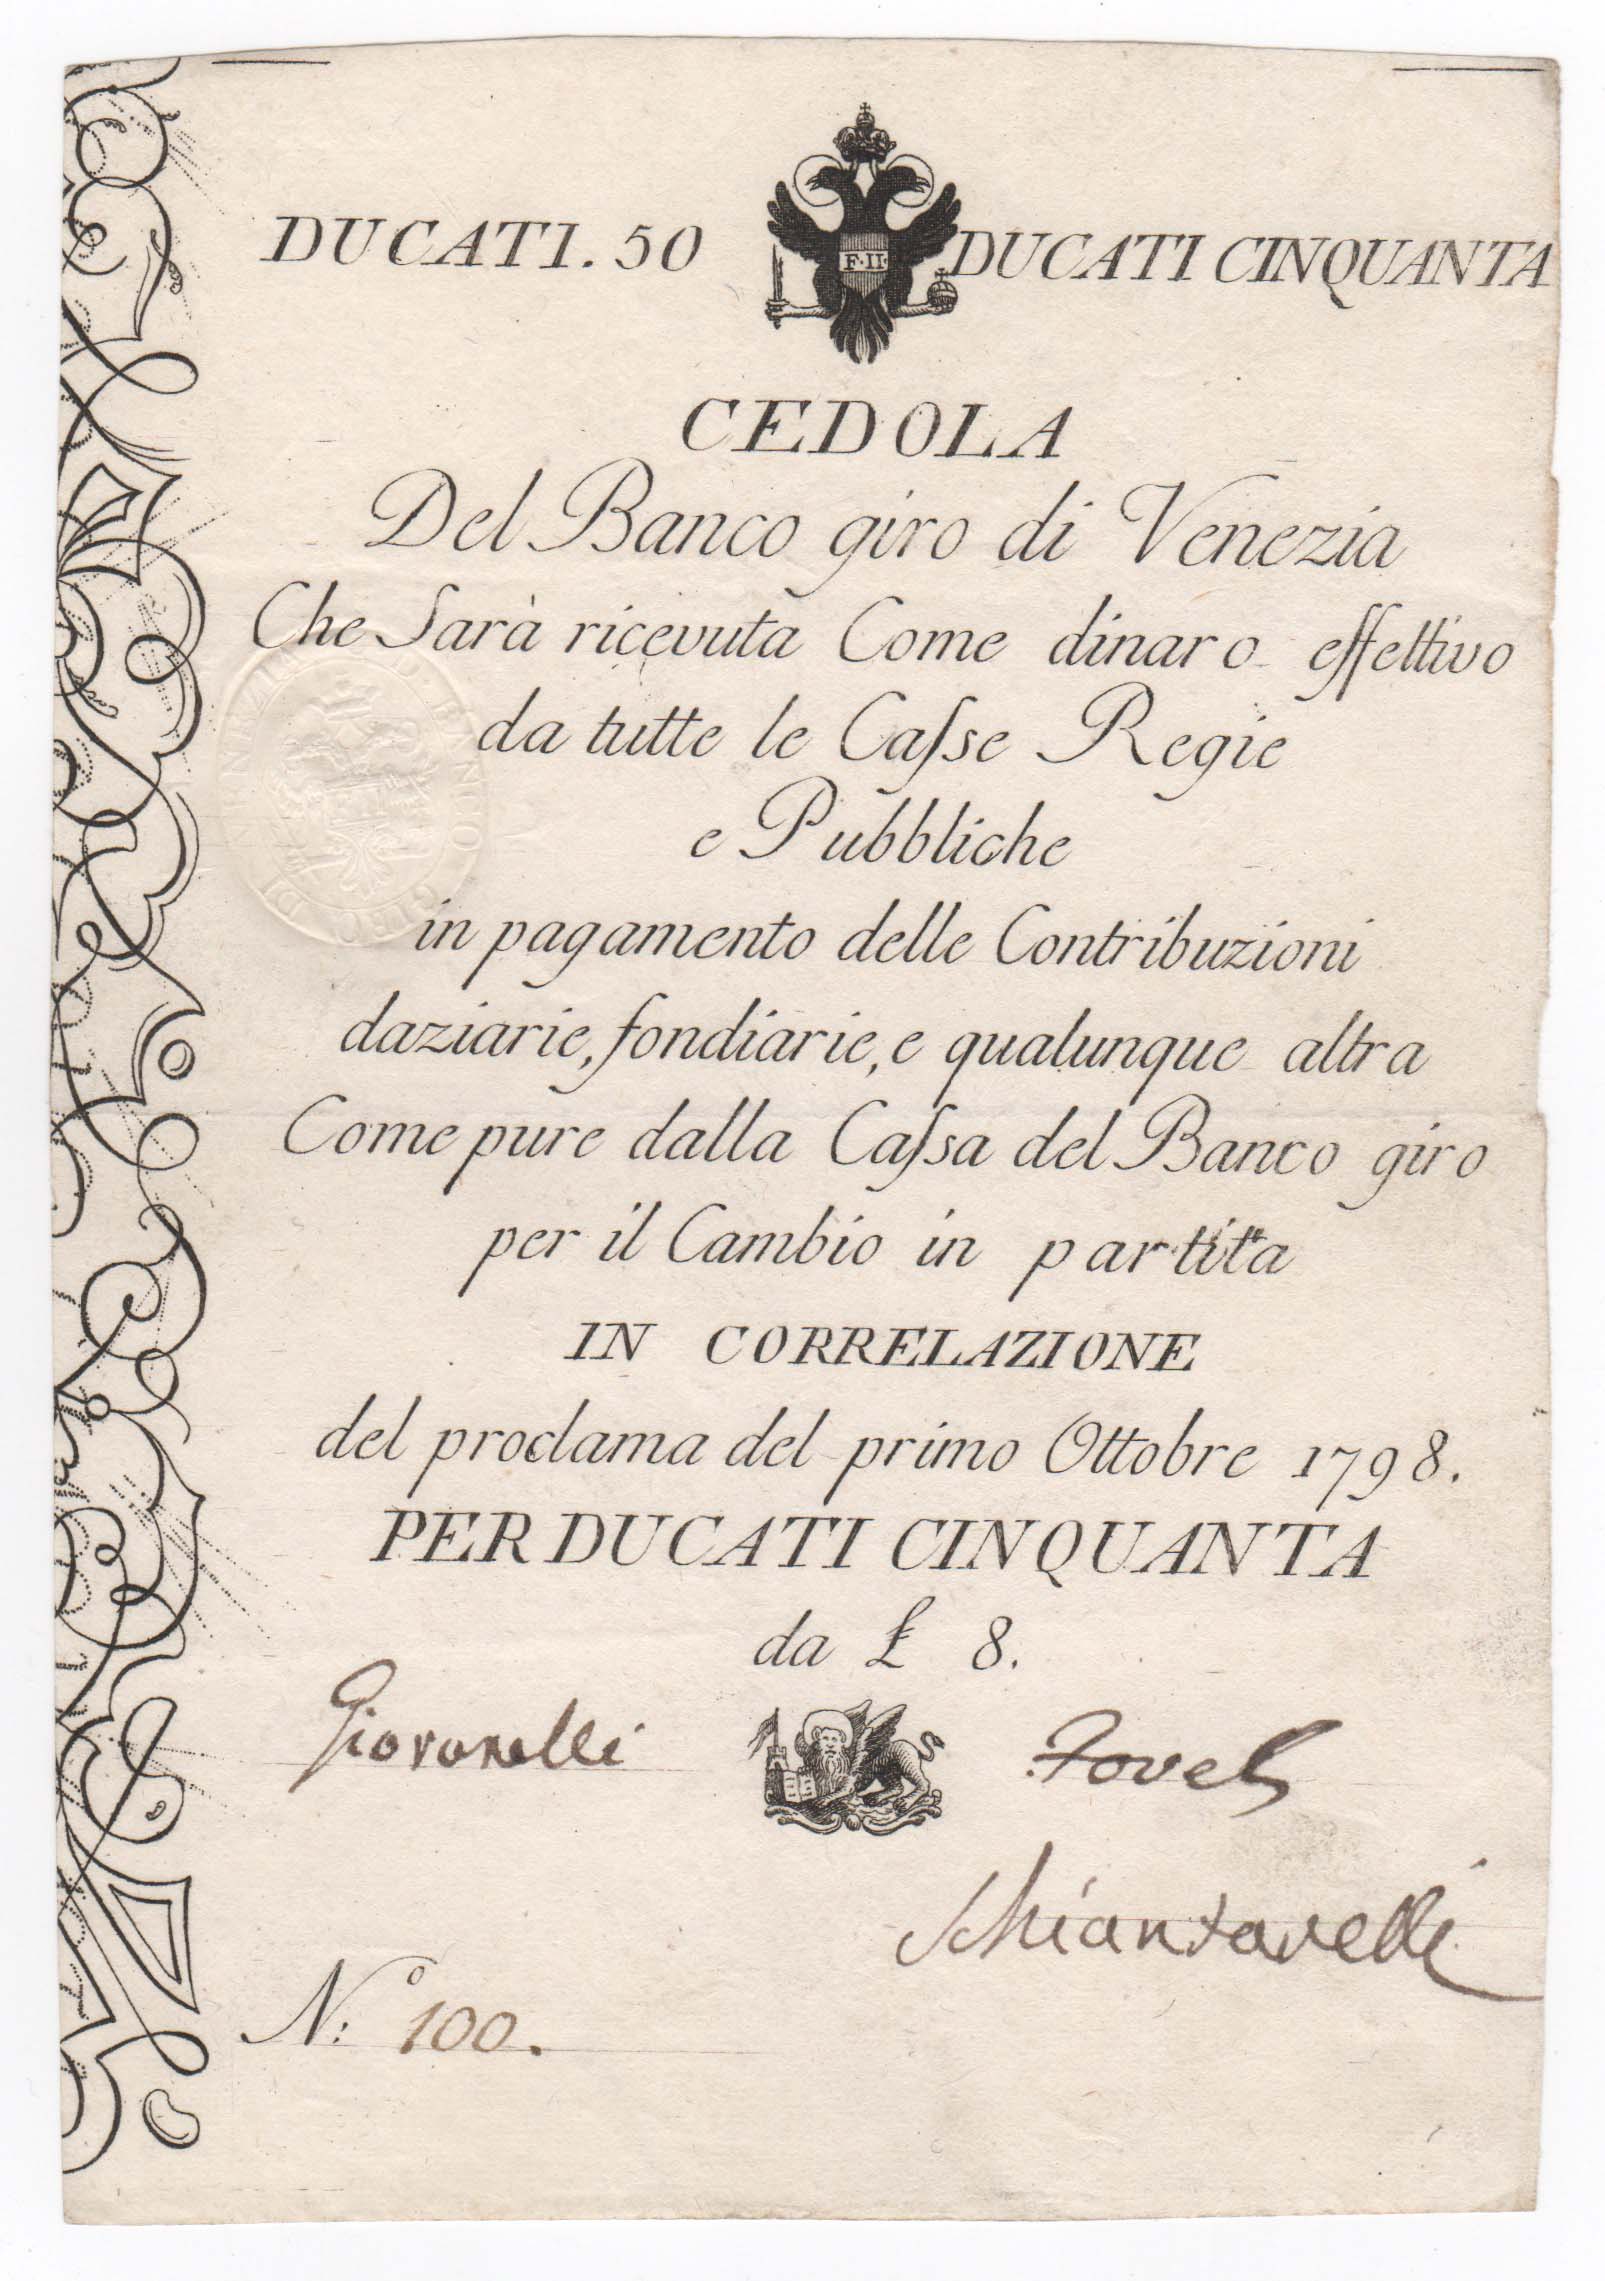 DUCATI. 50
F·II·
DUCATI CINQUANTA
CEDOLA
Del Banco giro di Venezia
Che Sarà ricevuta Come dinaro effettivo
da tutte le Caſse Regie
e Pubbliche
in pagamento delle Contribuzioni
daziarie, fondiarie, e qualunque altra
Come pure dalla Caſsa del Banco giro
per il Cambio in partita
IN CORRELAZIONE
del proclama del primo Ottobre 1798.
PER DUCATI CINQUANTA
da £ 8.
Giovanelli
Schiantarelli
N.º: 100.